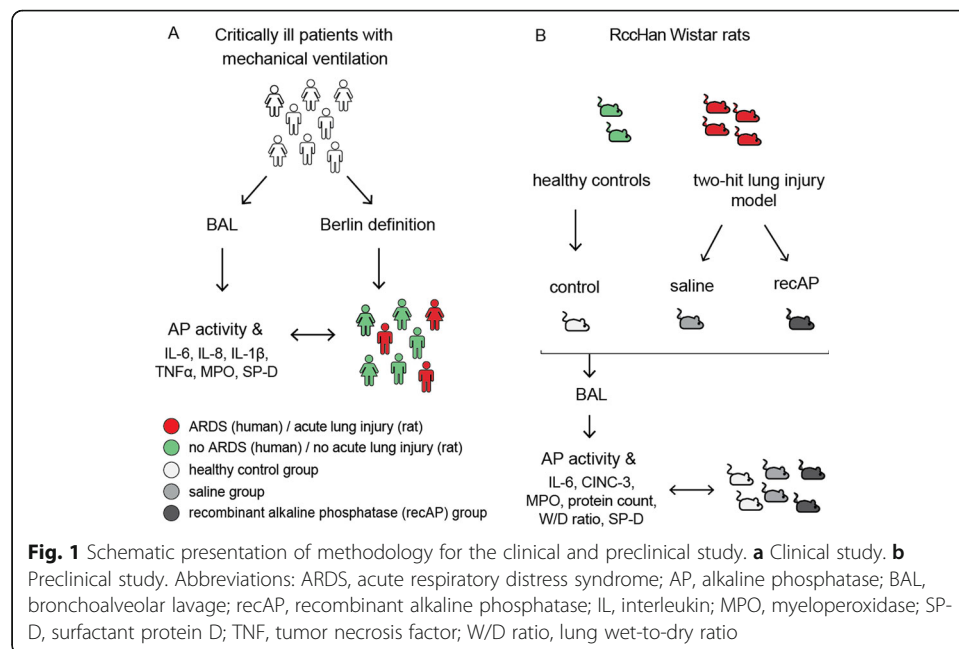 A
Critically ill patients with
mechanical ventilation
BAL
Berlin definition
AP activity &
IL-6, IL-8, IL-1β,
TNFα, MPO, SP-D
ARDS (human) / acute lung injury (rat)
no ARDS (human) / no acute lung injury (rat)
healthy control group
saline group
recombinant alkaline phosphatase (recAP) group
B
RccHan Wistar rats
healthy controls
two-hit lung injury
model
control
saline
recAP
BAL
AP activity &
IL-6, CINC-3,
MPO, protein count,
W/D ratio, SP-D
Fig. 1 Schematic presentation of methodology for the clinical and preclinical study. a Clinical study. b
Preclinical study. Abbreviations: ARDS, acute respiratory distress syndrome; AP, alkaline phosphatase; BAL,
bronchoalveolar lavage; recAP, recombinant alkaline phosphatase; IL, interleukin; MPO, myeloperoxidase; SP-
D, surfactant protein D; TNF, tumor necrosis factor; W/D ratio, lung wet-to-dry ratio